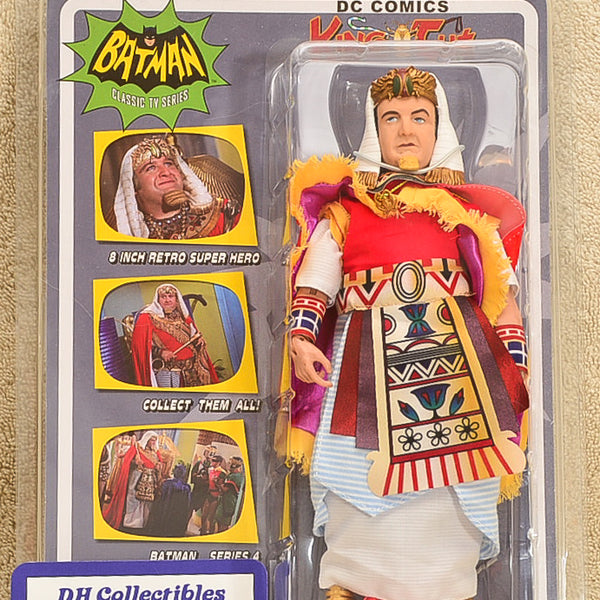 DC COMICS
KING TUT
BATMAN
CLASSIC TV SERIES
8 INCH RETRO SUPER HERO
COLLECT THEM ALL!
BATMAN SERIES 4
DH Collectibles